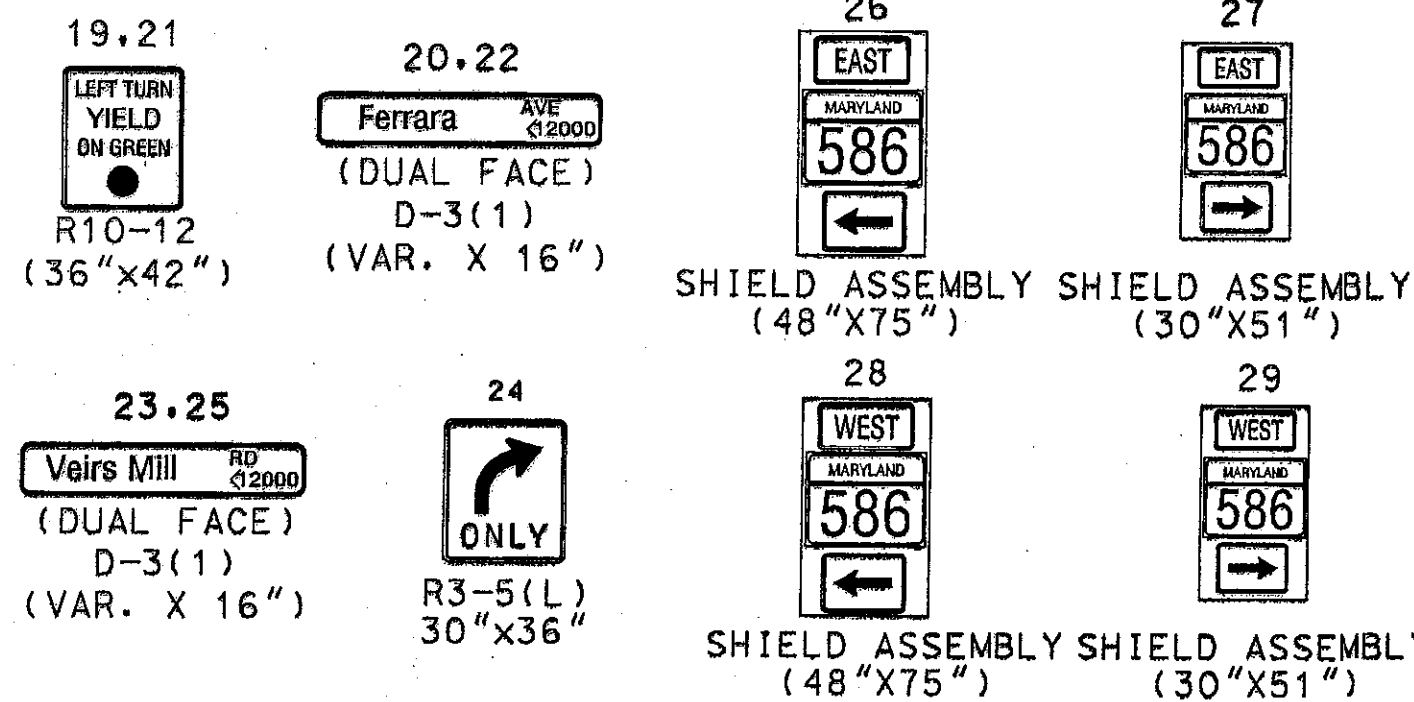 19.21
LEFT TURN
YIELD
ON GREEN
R10-12
(36"x42")
20.22
Ferrara AVE
<12000
(DUAL FACE)
D-3(1)
(VAR. X 16")
26
EAST
MARYLAND
586
SHIELD ASSEMBLY
(48"X75")
27
EAST
MARYLAND
586
SHIELD ASSEMBLY
(30"X51")
23.25
Veirs Mill RD
<12000
(DUAL FACE)
D-3(1)
(VAR. X 16")
24
ONLY
R3-5(L)
30"x36"
28
WEST
MARYLAND
586
SHIELD ASSEMBLY
(48"X75")
29
WEST
MARYLAND
586
SHIELD ASSEMBLY
(30"X51")